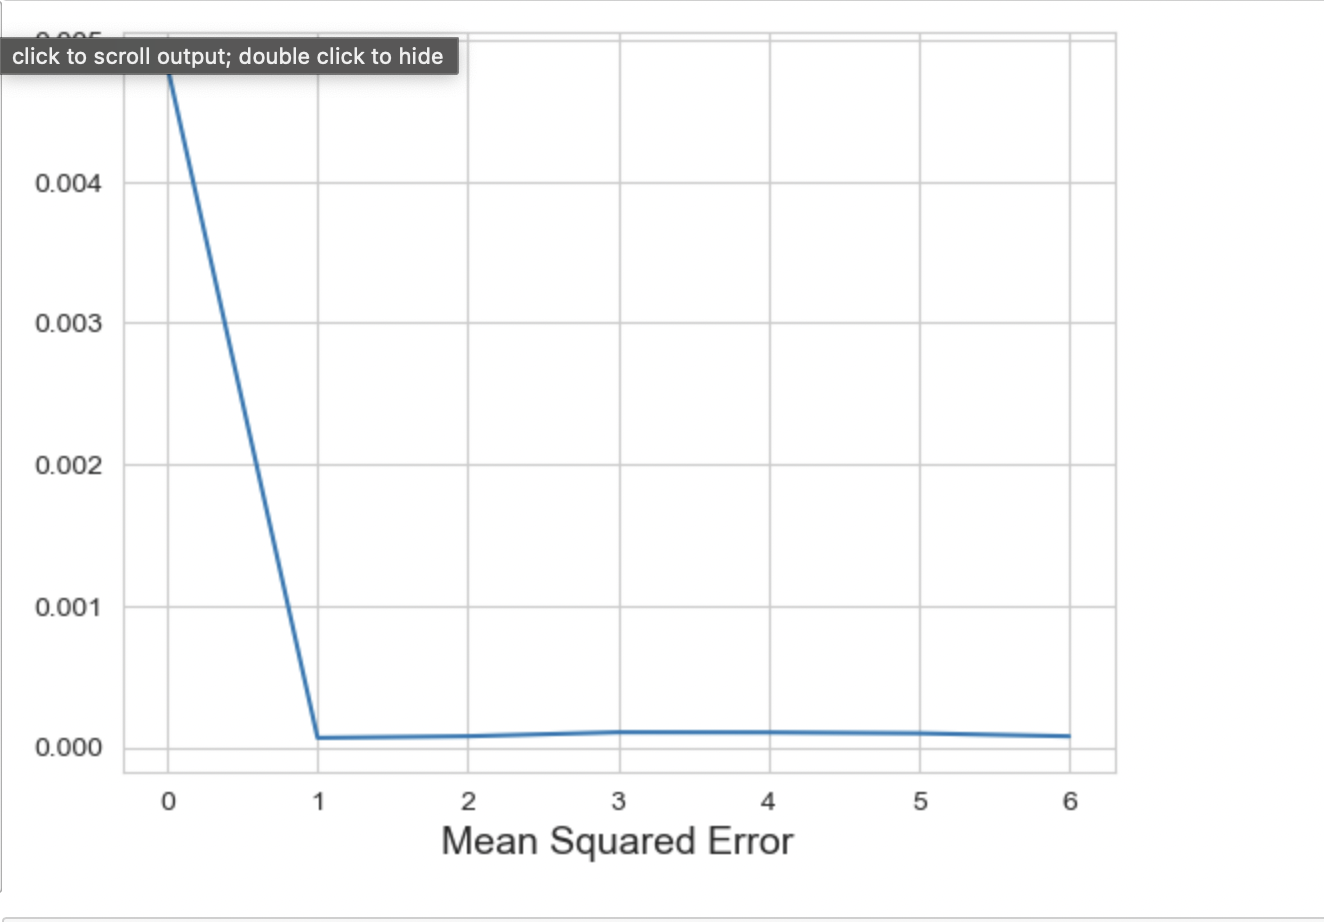 click to scroll output; double click to hide
0.004
0.003
0.002
0.001
0.000
0 1 2 3 4 5 6
Mean Squared Error